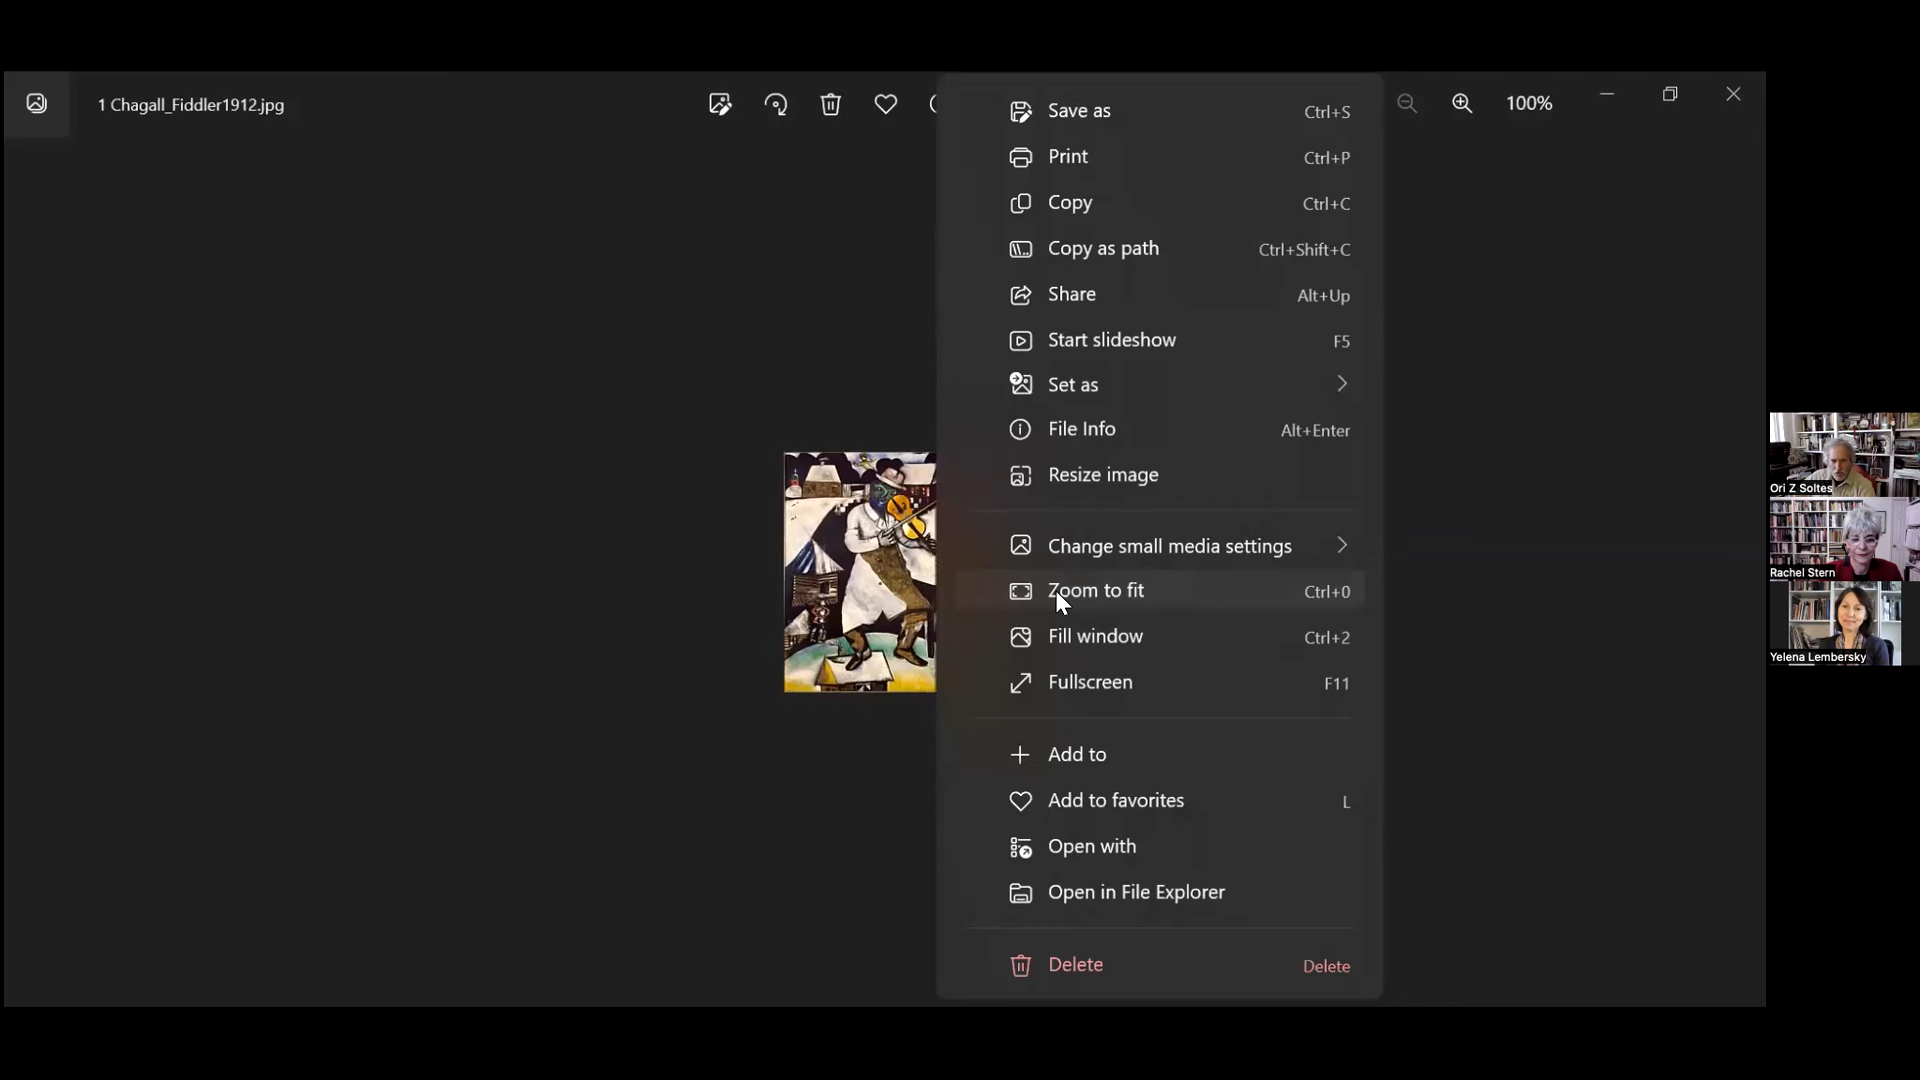 1 Chagall_Fiddler1912.jpg
100%
Save as Ctrl+S
Print Ctrl+P
Copy Ctrl+C
Copy as path Ctrl+Shift+C
Share Alt+Up
Start slideshow F5
Set as
File Info Alt+Enter
Resize image
Change small media settings
Zoom to fit Ctrl+0
Fill window Ctrl+2
Fullscreen F11
Add to
Add to favorites L
Open with
Open in File Explorer
Delete Delete
Ori Z Soltes
Rachel Stern
Yelena Lembersky